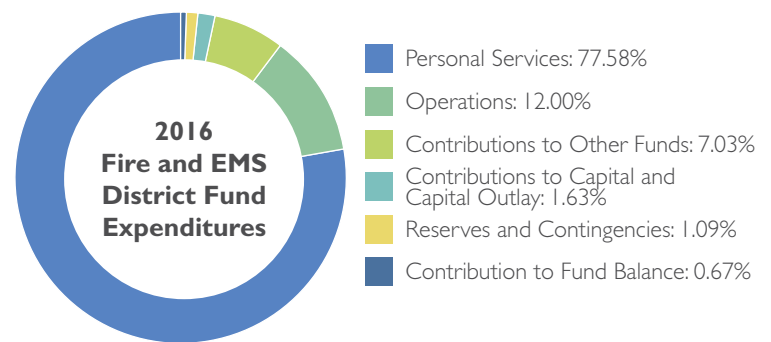 2016
Fire and EMS
District Fund
Expenditures
Personal Services: 77.58%
Operations: 12.00%
Contributions to Other Funds: 7.03%
Contributions to Capital and
Capital Outlay: 1.63%
Reserves and Contingencies: 1.09%
Contribution to Fund Balance: 0.67%